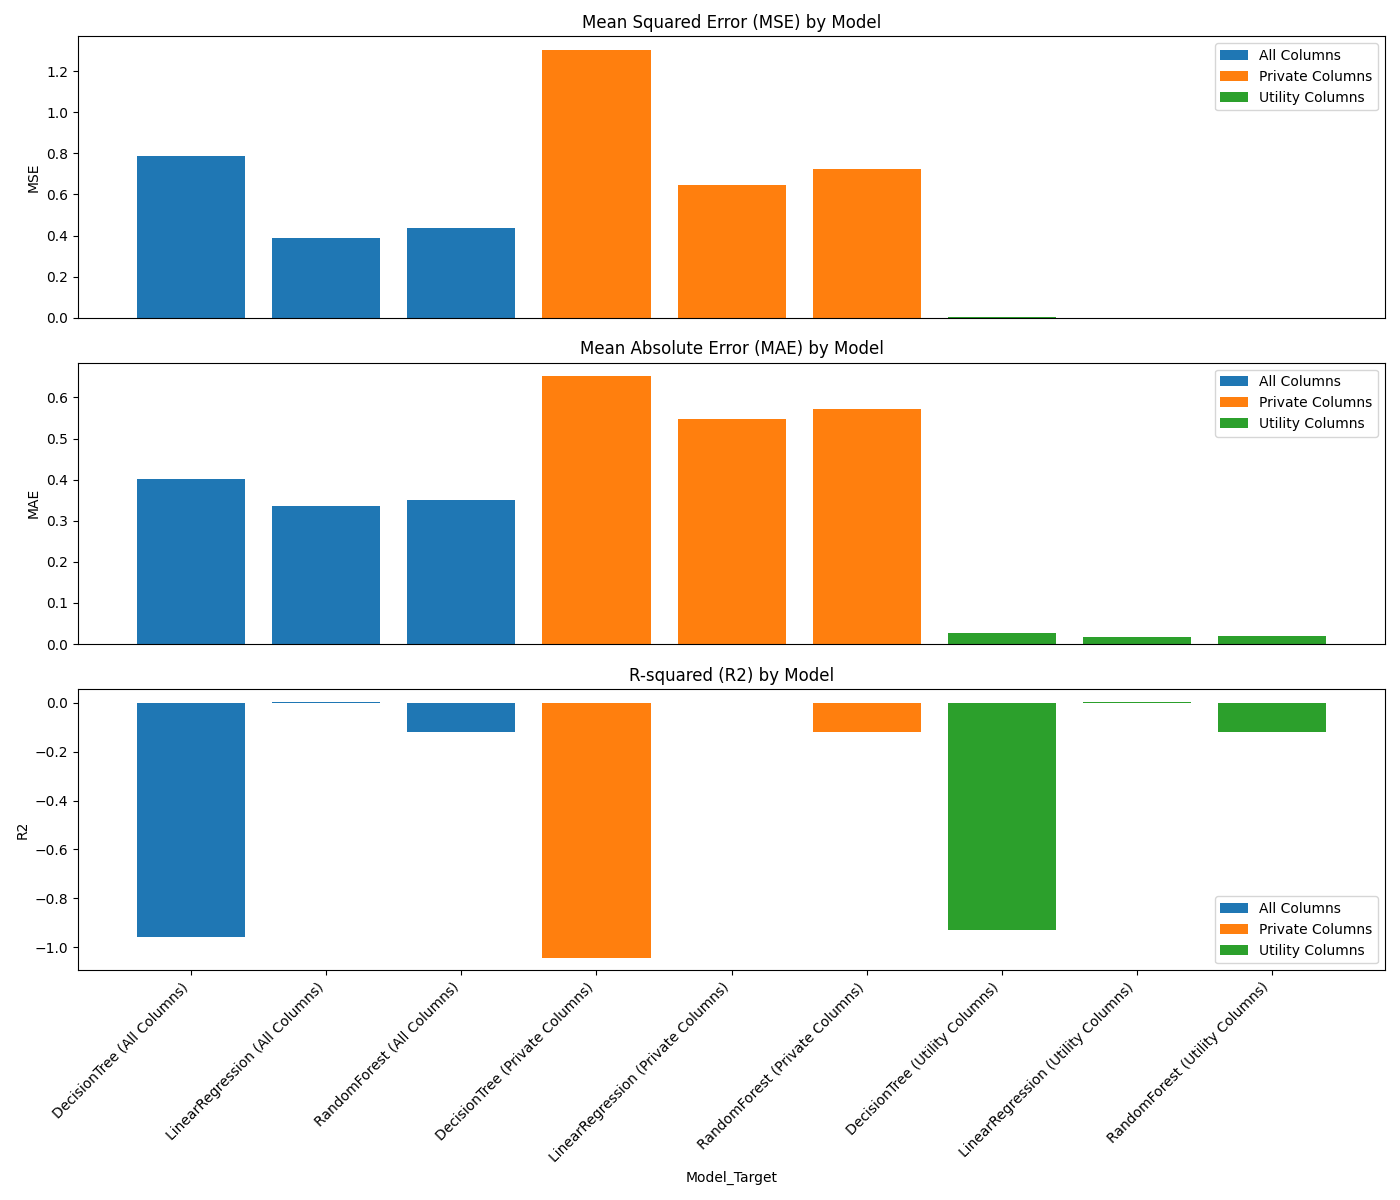 Mean Squared Error (MSE) by Model
MSE
1.2
1.0
0.8
0.6
0.4
0.2
0.0
All Columns
Private Columns
Utility Columns
Mean Absolute Error (MAE) by Model
MAE
0.6
0.5
0.4
0.3
0.2
0.1
0.0
All Columns
Private Columns
Utility Columns
R-squared (R2) by Model
R2
0.0
−0.2
−0.4
−0.6
−0.8
−1.0
All Columns
Private Columns
Utility Columns
DecisionTree (All Columns)
LinearRegression (All Columns)
RandomForest (All Columns)
DecisionTree (Private Columns)
LinearRegression (Private Columns)
RandomForest (Private Columns)
DecisionTree (Utility Columns)
LinearRegression (Utility Columns)
RandomForest (Utility Columns)
Model_Target